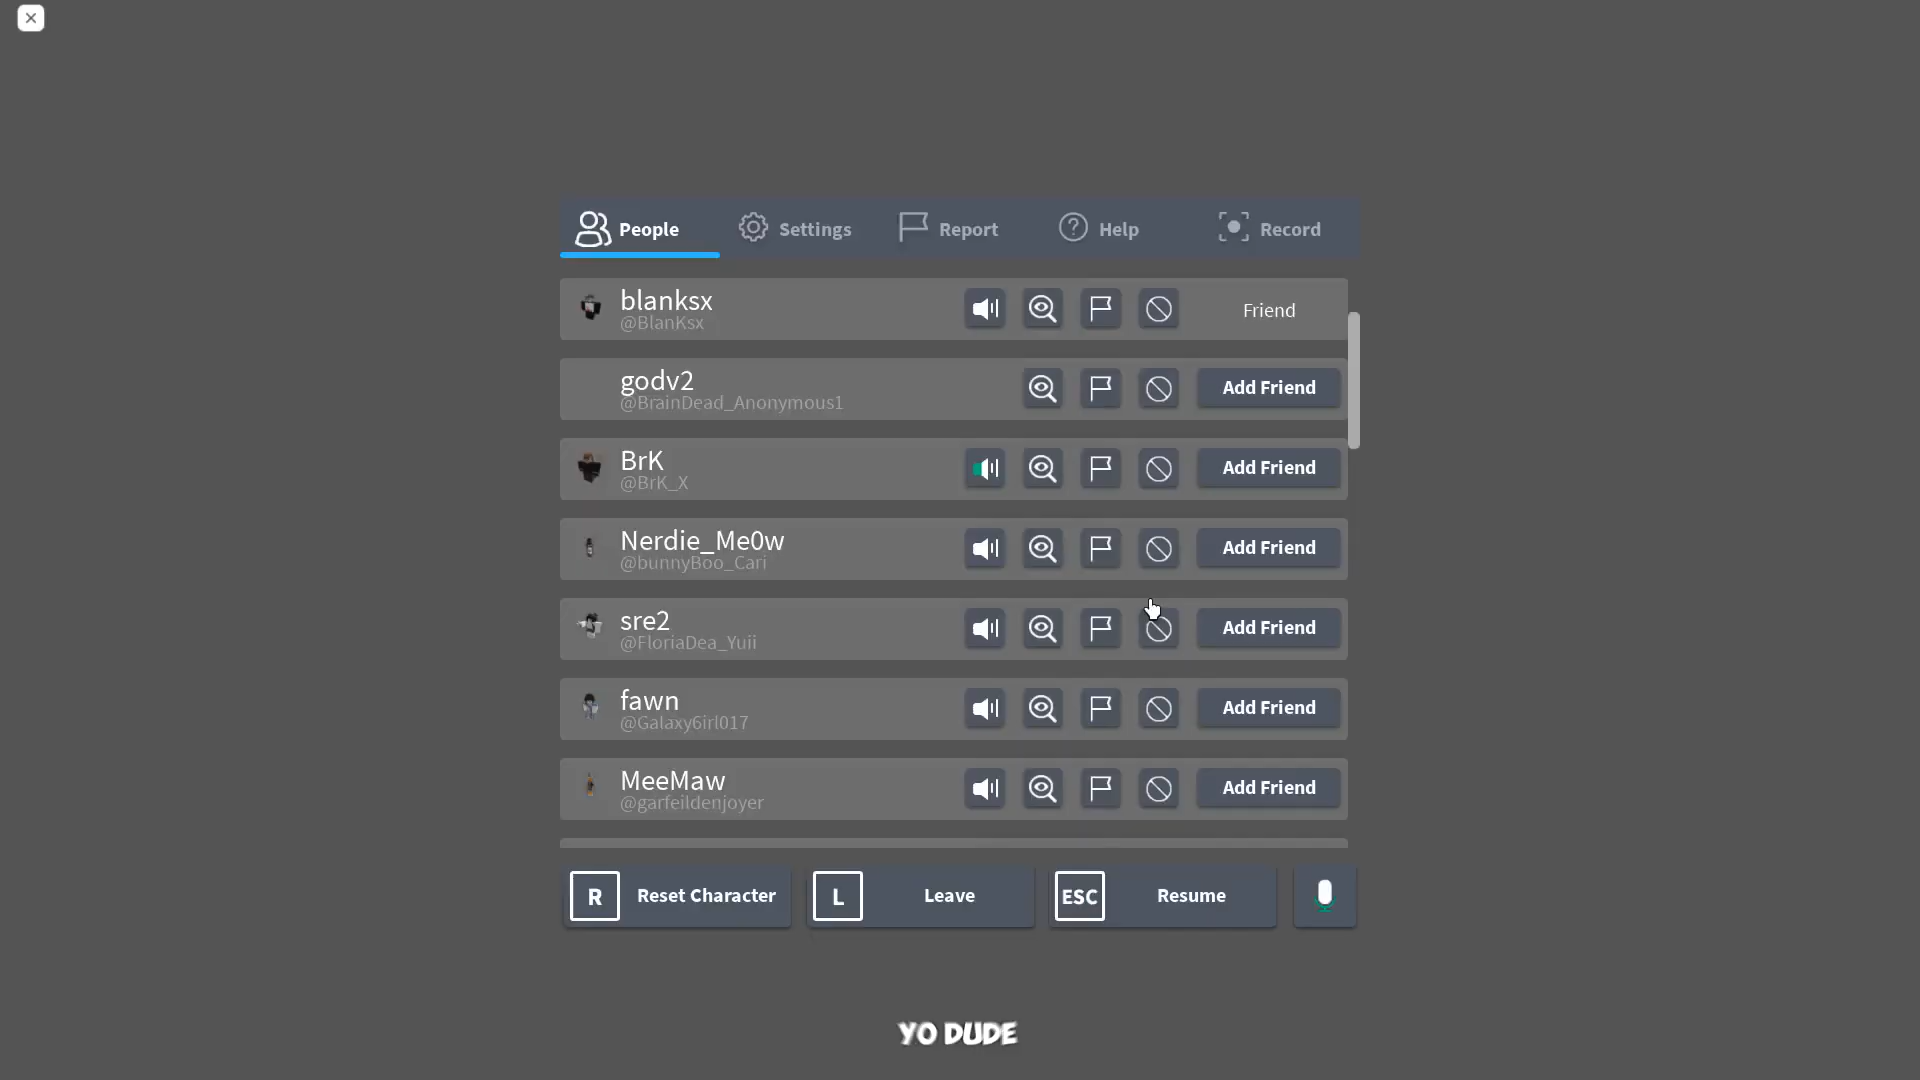 People
Settings
Report
Help
Record
blanksx
@BlanKsx
Friend
godv2
@BrainDead_Anonymous1
Add Friend
BrK
@BrK_X
Add Friend
Nerdie_Me0w
@bunnyBoo_Cari
Add Friend
sre2
@FloriaDea_Yuii
Add Friend
fawn
@Galaxy6irl017
Add Friend
MeeMaw
@garfeildenjoyer
Add Friend
R Reset Character
L Leave
ESC Resume
YO DUDE